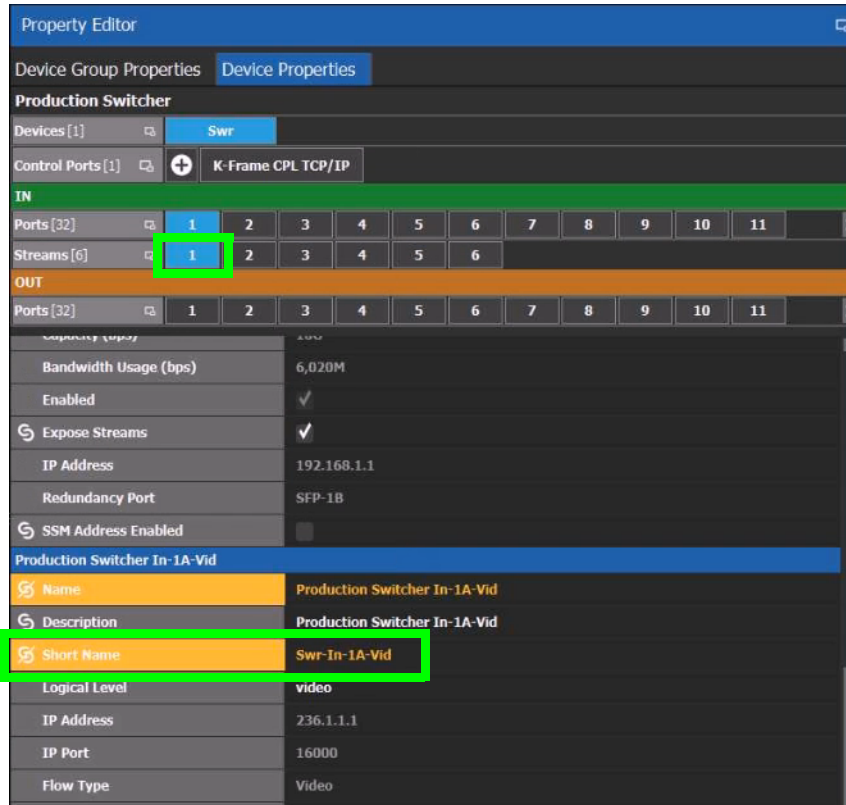 Property Editor
Device Group Properties Device Properties
Production Switcher
Devices [1] Swr
Control Ports [1] K-Frame CPL TCP/IP
IN
Ports [32] 1 2 3 4 5 6 7 8 9 10 11
Streams [6] 1 2 3 4 5 6
OUT
Ports [32] 1 2 3 4 5 6 7 8 9 10 11
Capacity (bps)
Bandwidth Usage (bps) 6,020M
Enabled
Expose Streams
IP Address 192.168.1.1
Redundancy Port SFP-1B
SSM Address Enabled
Production Switcher In-1A-Vid
Name Production Switcher In-1A-Vid
Description Production Switcher In-1A-Vid
Short Name Swr-In-1A-Vid
Logical Level video
IP Address 236.1.1.1
IP Port 16000
Flow Type Video